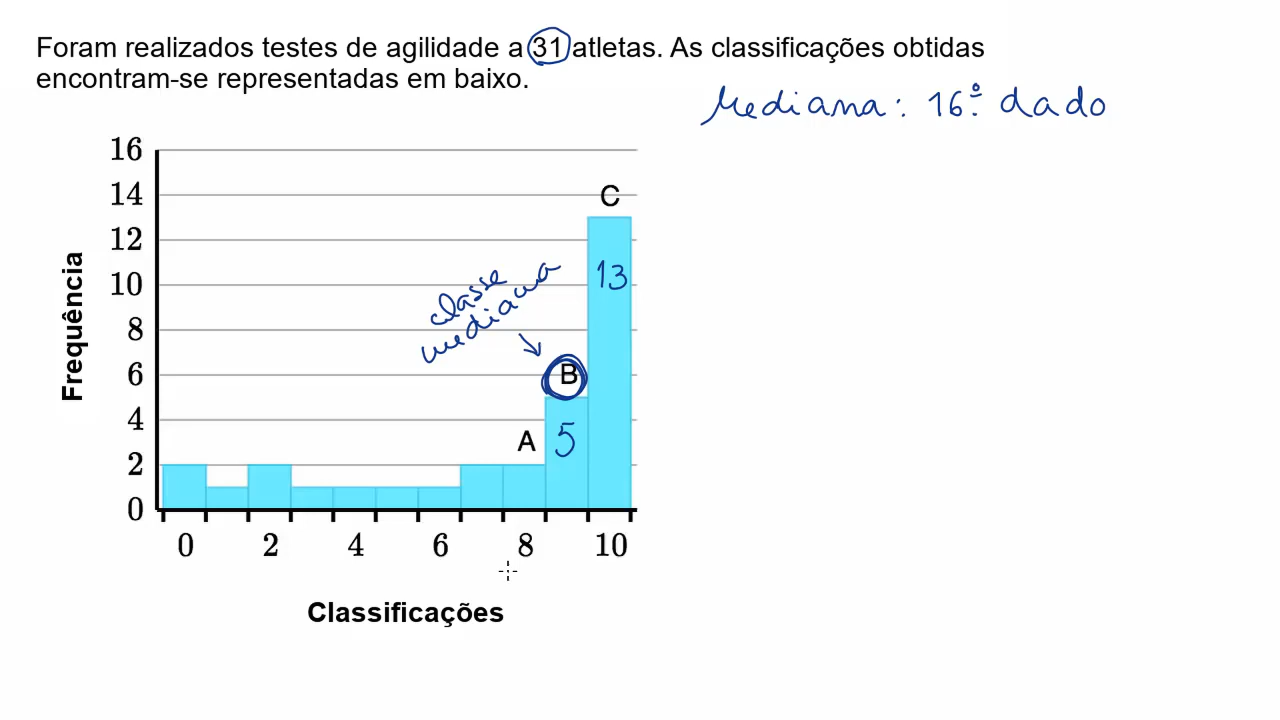 Foram realizados testes de agilidade a 31 atletas. As classificações obtidas
encontram-se representadas em baixo.
Mediana: 16.º dado
16
14
12
10
8
6
4
2
0
Frequência
C
13
classe
mediana
B
A
5
0 2 4 6 8 10
Classificações